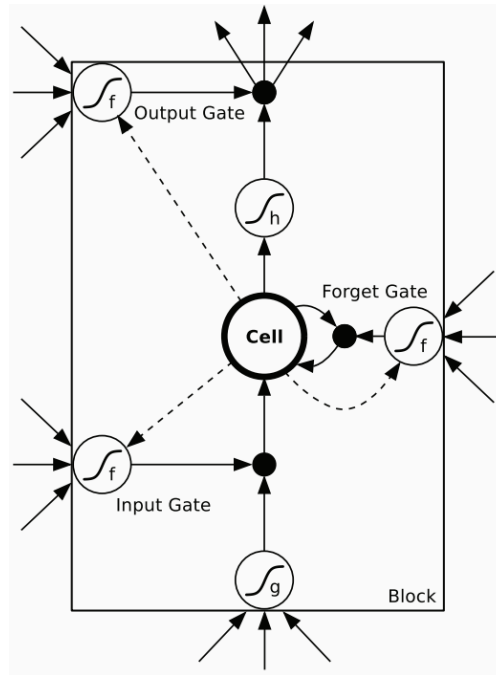 f
Output Gate
h
Forget Gate
Cell
f
f
Input Gate
g
Block